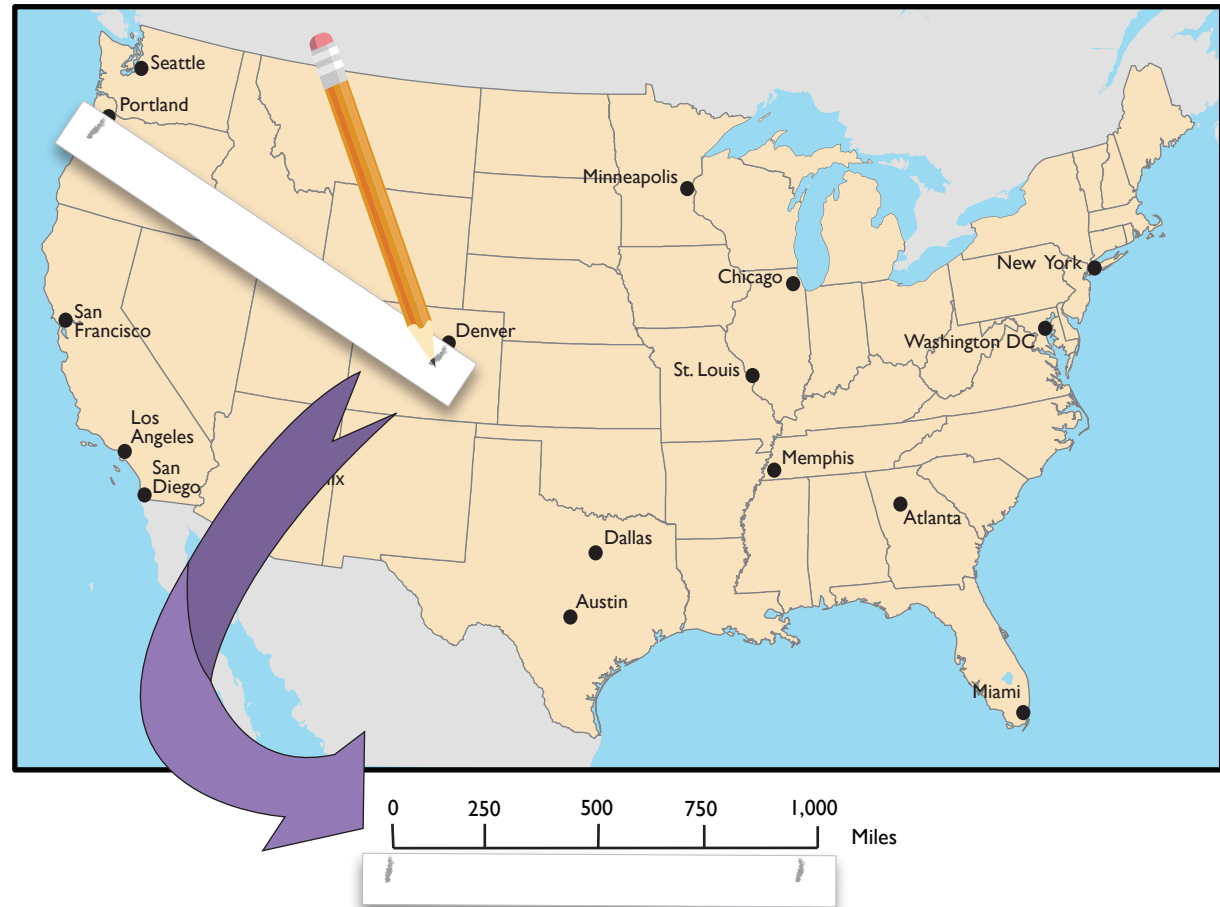 Seattle
Portland
Minneapolis
New York
Chicago
San
Francisco
Denver
Washington DC
St. Louis
Los
Angeles
San
Diego
Memphis
Atlanta
Dallas
Austin
Miami
0 250 500 750 1,000
Miles